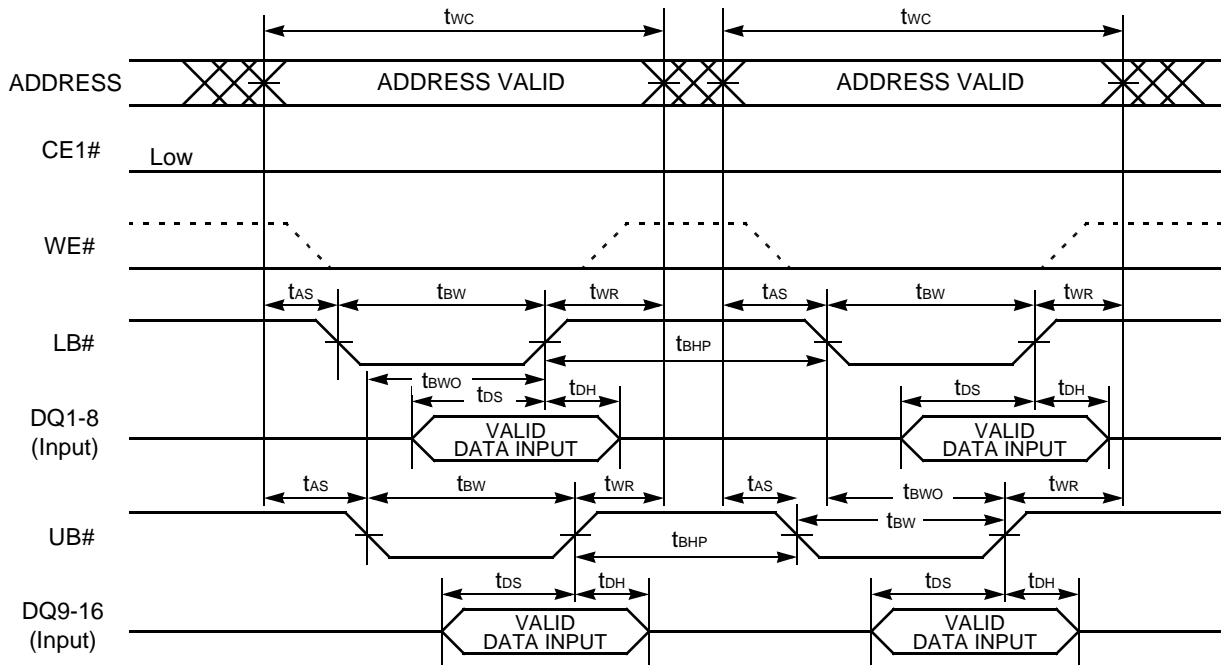 tWC tWC
ADDRESS ADDRESS VALID ADDRESS VALID
CE1# Low
WE#
tAS tBW tWR tAS tBW tWR
LB#
tBHP
tBWO
tDS tDH tDS tDH
DQ1-8
(Input)
VALID
DATA INPUT
VALID
DATA INPUT
tAS tBW tWR tAS tBWO tWR
UB#
tBHP tBW
tDS tDH tDS tDH
DQ9-16
(Input)
VALID
DATA INPUT
VALID
DATA INPUT